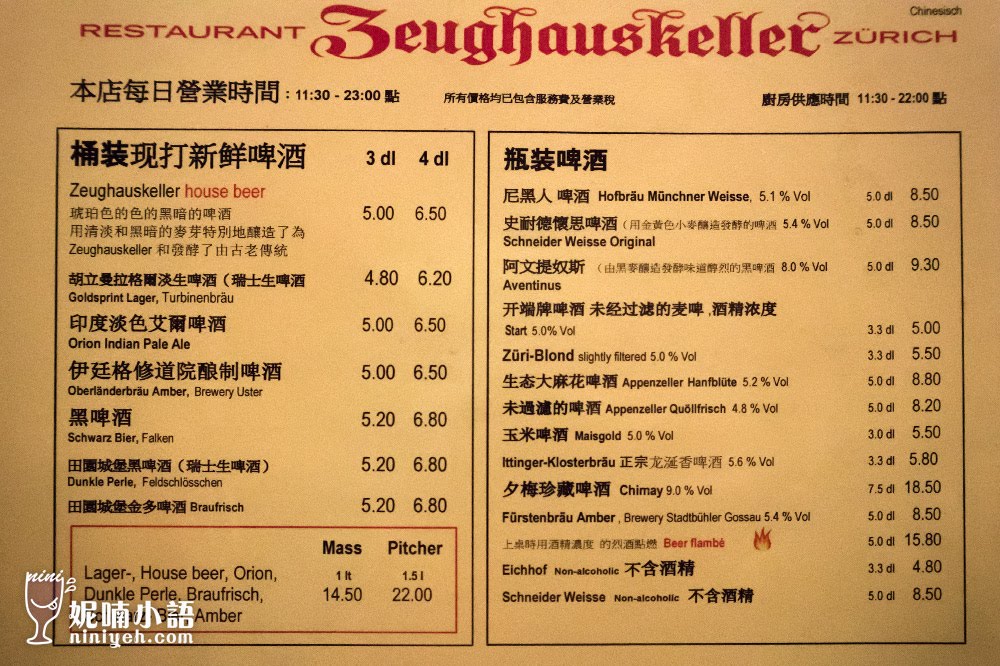 Chinesisch
RESTAURANT Zeughauskeller ZÜRICH
本店每日營業時間：11:30 - 23:00 點 所有價格均已包含服務費及營業稅 廚房供應時間 11:30 - 22:00 點
桶装现打新鲜啤酒 3 dl 4 dl
Zeughauskeller house beer
琥珀色的色的黑暗的啤酒 5.00 6.50
用清淡和黑暗的麥芽特別地釀造了為
Zeughauskeller 和發酵了由古老傳統
胡立曼拉格爾淡生啤酒（瑞士生啤酒 4.80 6.20
Goldsprint Lager, Turbinenbräu
印度淡色艾爾啤酒 5.00 6.50
Orion Indian Pale Ale
伊廷格修道院酿制啤酒 5.00 6.50
Oberländerbräu Amber, Brewery Uster
黑啤酒 5.20 6.80
Schwarz Bier, Falken
田園城堡黑啤酒（瑞士生啤酒） 5.20 6.80
Dunkle Perle, Feldschlösschen
田園城堡金多啤酒 Braufrisch 5.20 6.80
Mass Pitcher
Lager-, House beer, Orion, 1 lt 1.5 l
Dunkle Perle, Braufrisch, 14.50 22.00
Amber
瓶装啤酒
尼黑人 啤酒 Hofbräu Münchner Weisse, 5.1 % Vol 5.0 dl 8.50
史耐德懷思啤酒（用金黃色小麥釀造發酵的啤酒 5.4 % Vol 5.0 dl 8.50
Schneider Weisse Original
阿文提奴斯 （由黑麥釀造發酵味道醇烈的黑啤酒 8.0 % Vol 5.0 dl 9.30
Aventinus
开端牌啤酒 未经过滤的麦啤 ,酒精浓度
Start 5.0% Vol 3.3 dl 5.00
Züri-Blond slightly filtered 5.0 % Vol 3.3 dl 5.50
生态大麻花啤酒 Appenzeller Hanfblüte 5.2 % Vol 5.0 dl 8.80
未過濾的啤酒 Appenzeller Quöllfrisch 4.8 % Vol 5.0 dl 8.20
玉米啤酒 Maisgold 5.0 % Vol 3.0 dl 5.50
Ittinger-Klosterbräu 正宗龙涎香啤酒 5.6 % Vol 3.3 dl 5.80
夕梅珍藏啤酒 Chimay 9.0 % Vol 7.5 dl 18.50
Fürstenbräu Amber , Brewery Stadtbühler Gossau 5.4 % Vol 5.0 dl 8.50
上桌時用酒精濃度 的烈酒點燃 Beer flambé 5.0 dl 15.80
Eichhof Non-alcoholic 不含酒精 3.3 dl 4.80
Schneider Weisse Non-alcoholic 不含酒精 5.0 dl 8.50
nini
妮喃小語
niniyeh.com